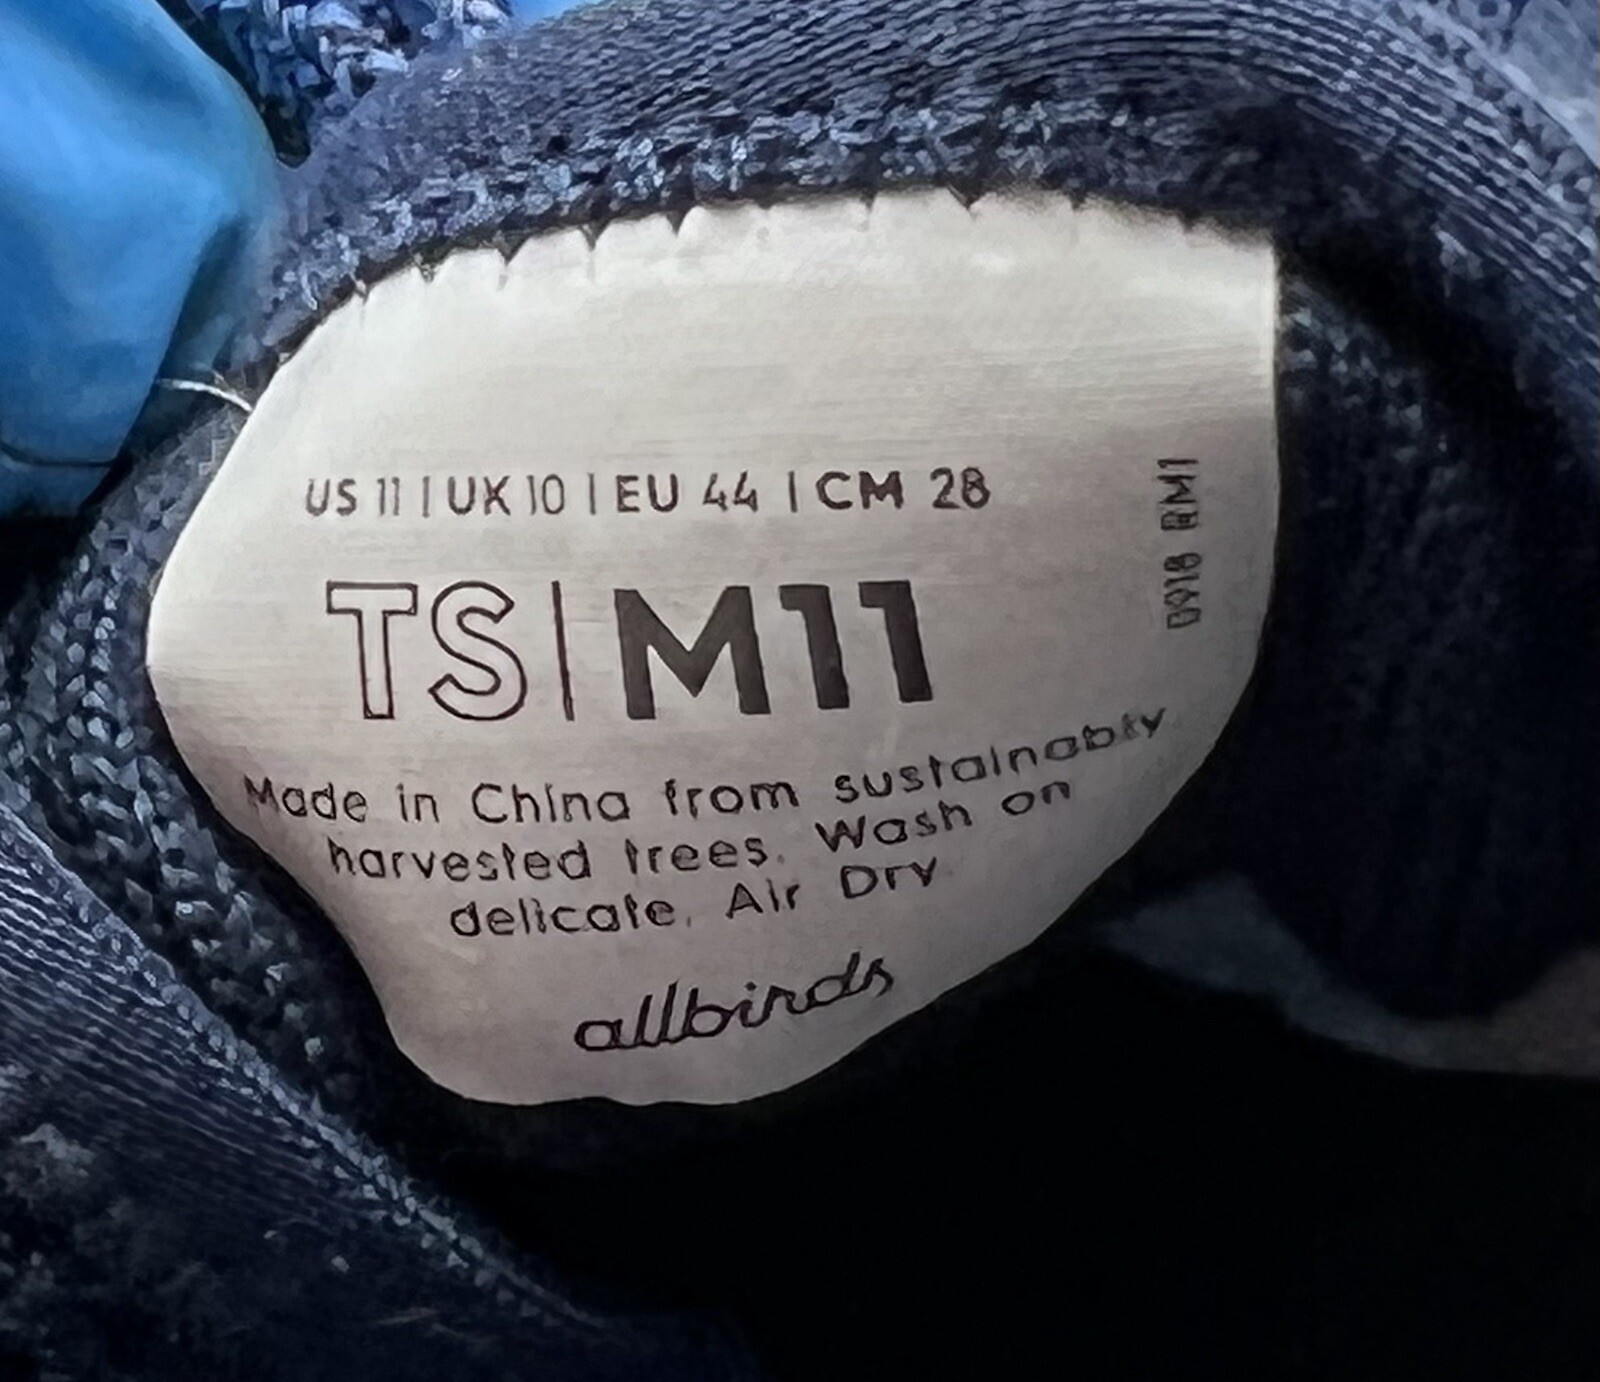 US 11 | UK 10 | EU 44 | CM 28
TS | M11
Made in China from sustainably
harvested trees. Wash on
delicate. Air Dry
allbirds
0918 RM1